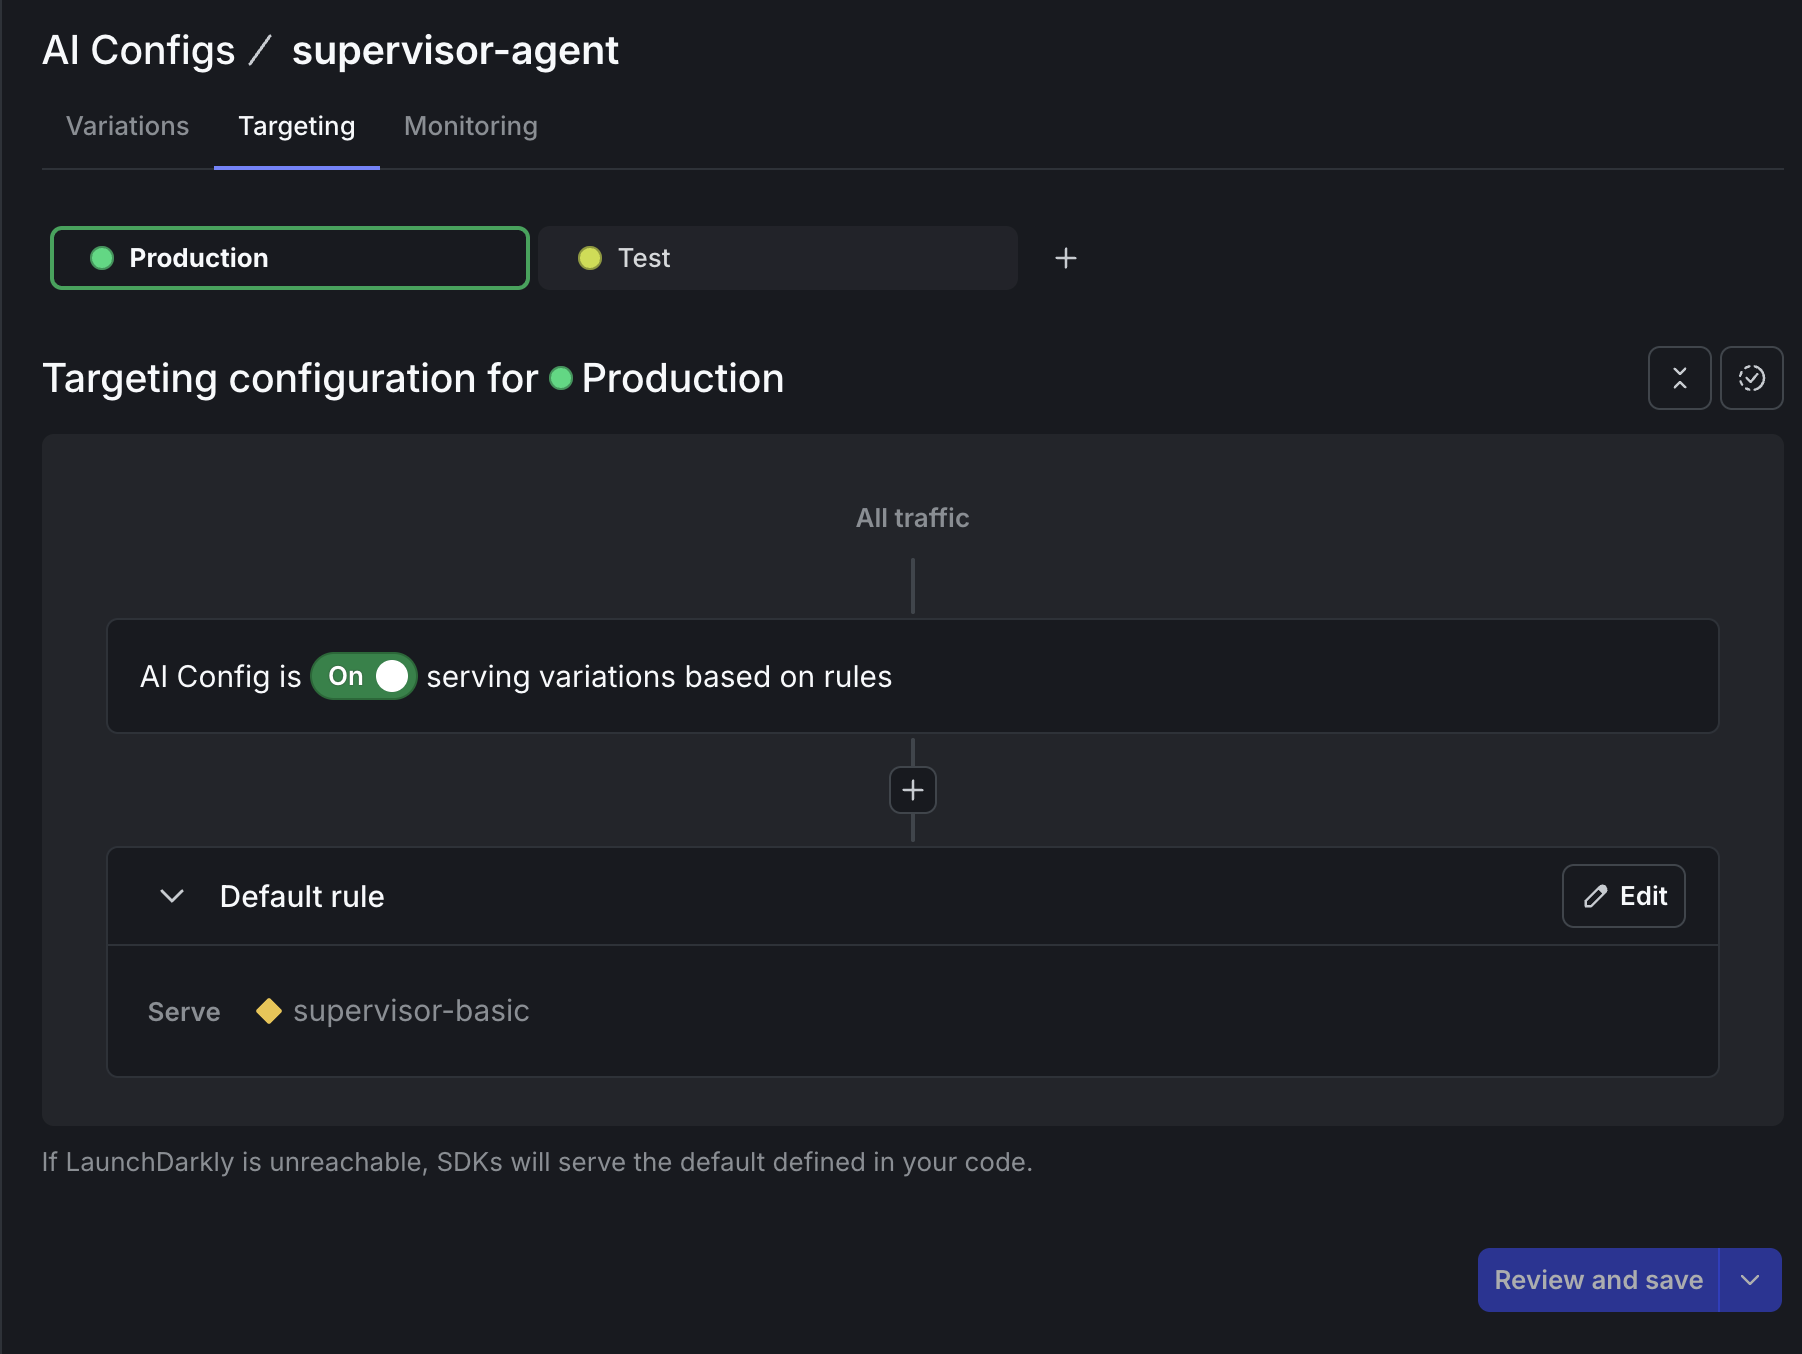 AI Configs / supervisor-agent
Variations Targeting Monitoring
Production Test
Targeting configuration for Production
All traffic
AI Config is On serving variations based on rules
Default rule Edit
Serve supervisor-basic
If LaunchDarkly is unreachable, SDKs will serve the default defined in your code.
Review and save